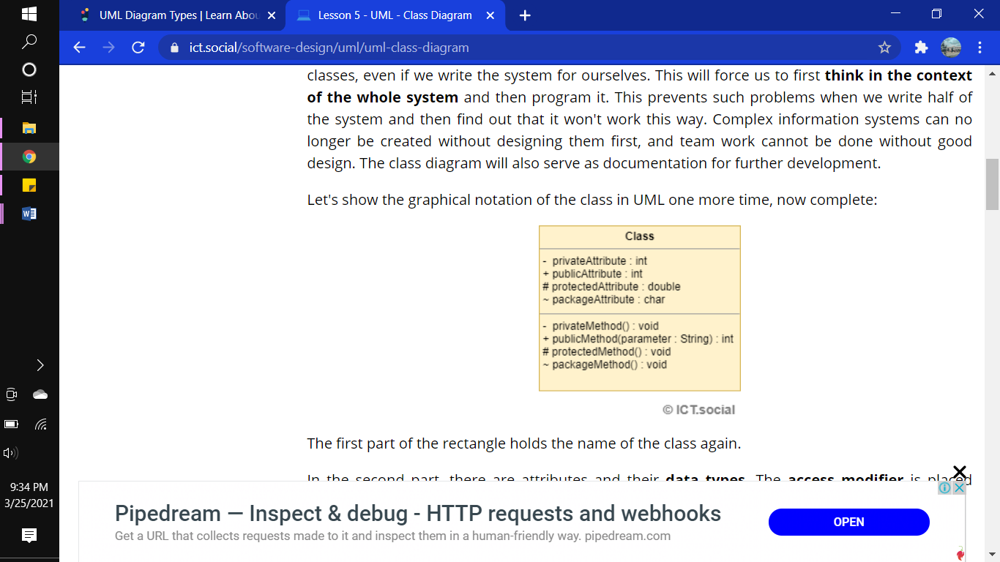 UML Diagram Types | Learn Abou
Lesson 5 - UML - Class Diagram
ict.social/software-design/uml/uml-class-diagram
classes, even if we write the system for ourselves. This will force us to first think in the context
of the whole system and then program it. This prevents such problems when we write half of
the system and then find out that it won't work this way. Complex information systems can no
longer be created without designing them first, and team work cannot be done without good
design. The class diagram will also serve as documentation for further development.
Let's show the graphical notation of the class in UML one more time, now complete:
Class
- privateAttribute : int
+ publicAttribute : int
# protectedAttribute : double
~ packageAttribute : char
- privateMethod() : void
+ publicMethod(parameter : String) : int
# protectedMethod() : void
~ packageMethod() : void
© ICT.social
The first part of the rectangle holds the name of the class again.
In the second part, there are attributes and their data types. The access modifier is placed
Pipedream — Inspect & debug - HTTP requests and webhooks
Get a URL that collects requests made to it and inspect them in a human-friendly way. pipedream.com
OPEN
9:34 PM
3/25/2021